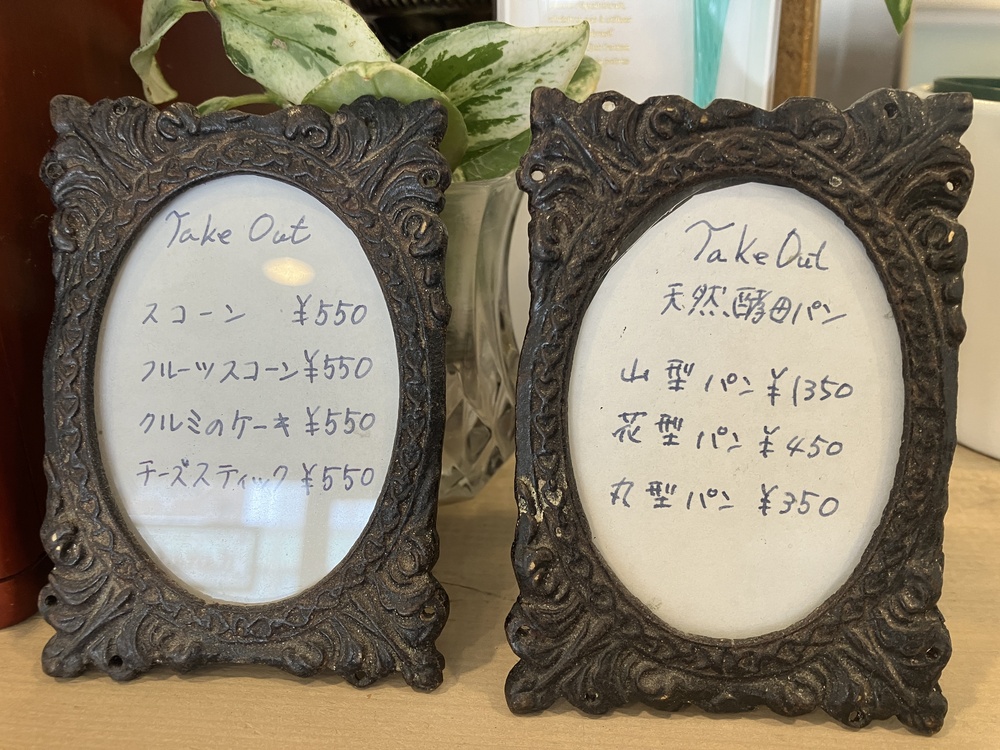 Take Out
スコーン ¥550
フルーツスコーン ¥550
クルミのケーキ ¥550
チーズスティック ¥550
Take Out
天然酵母パン
山型パン ¥1350
花型パン ¥450
丸型パン ¥350